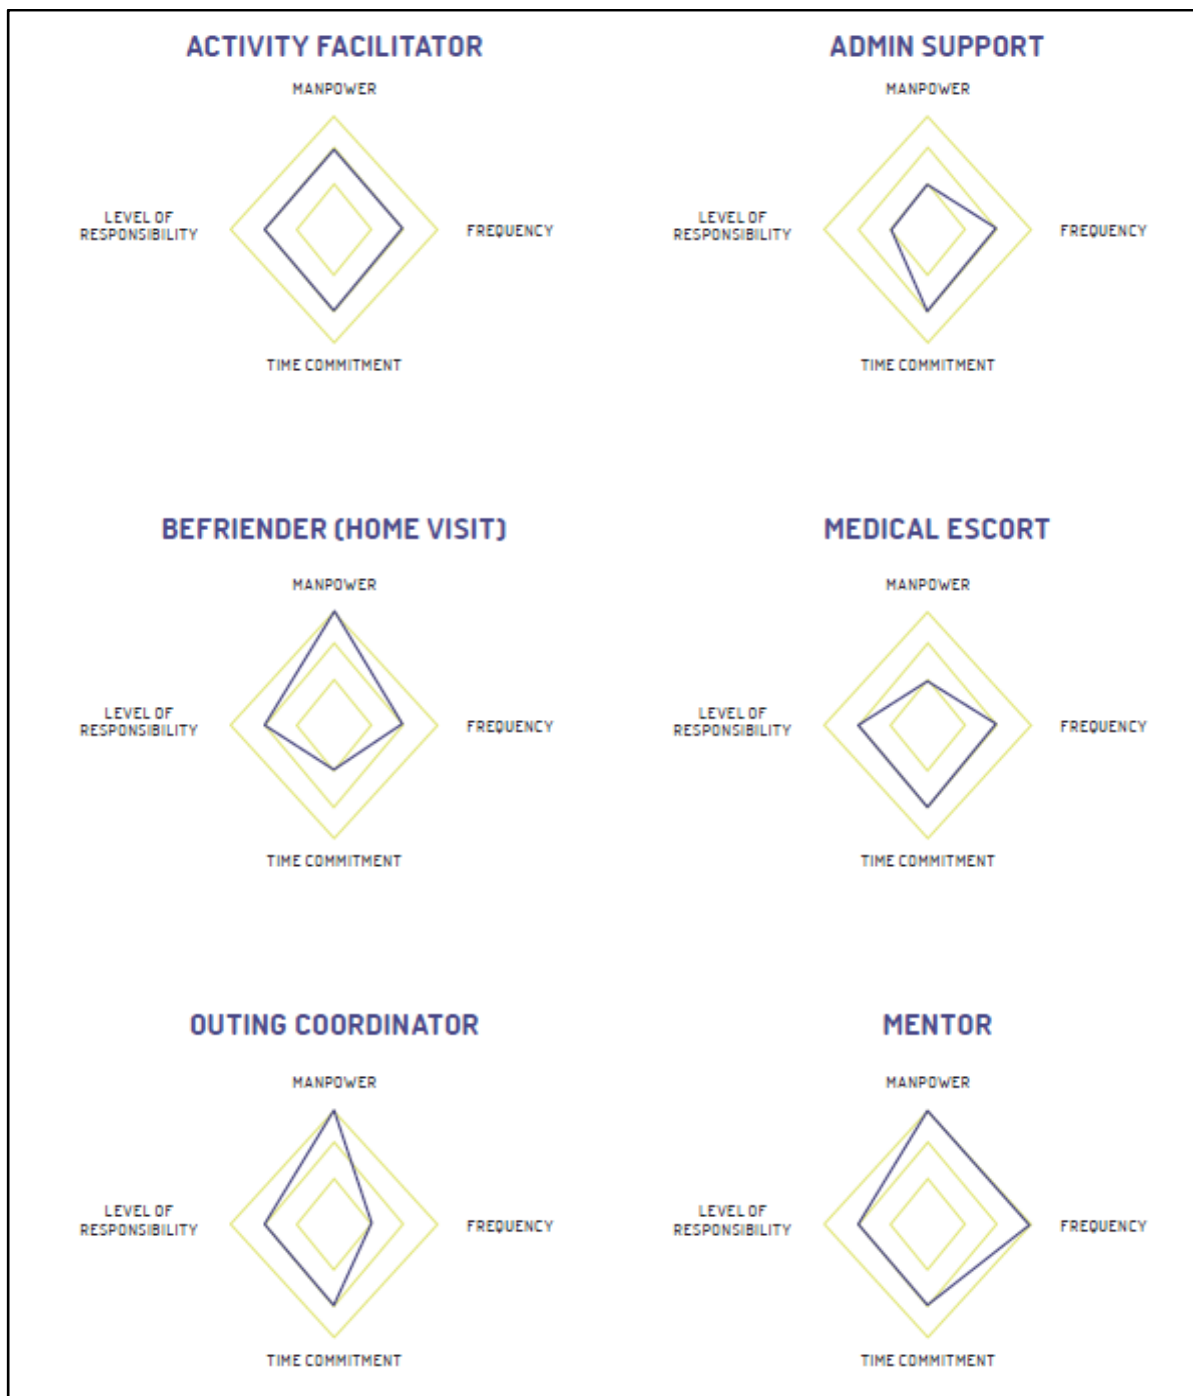 ACTIVITY FACILITATOR
MANPOWER
LEVEL OF
RESPONSIBILITY
FREQUENCY
TIME COMMITMENT
ADMIN SUPPORT
MANPOWER
LEVEL OF
RESPONSIBILITY
FREQUENCY
TIME COMMITMENT
BEFRIENDER (HOME VISIT)
MANPOWER
LEVEL OF
RESPONSIBILITY
FREQUENCY
TIME COMMITMENT
MEDICAL ESCORT
MANPOWER
LEVEL OF
RESPONSIBILITY
FREQUENCY
TIME COMMITMENT
OUTING COORDINATOR
MANPOWER
LEVEL OF
RESPONSIBILITY
FREQUENCY
TIME COMMITMENT
MENTOR
MANPOWER
LEVEL OF
RESPONSIBILITY
FREQUENCY
TIME COMMITMENT